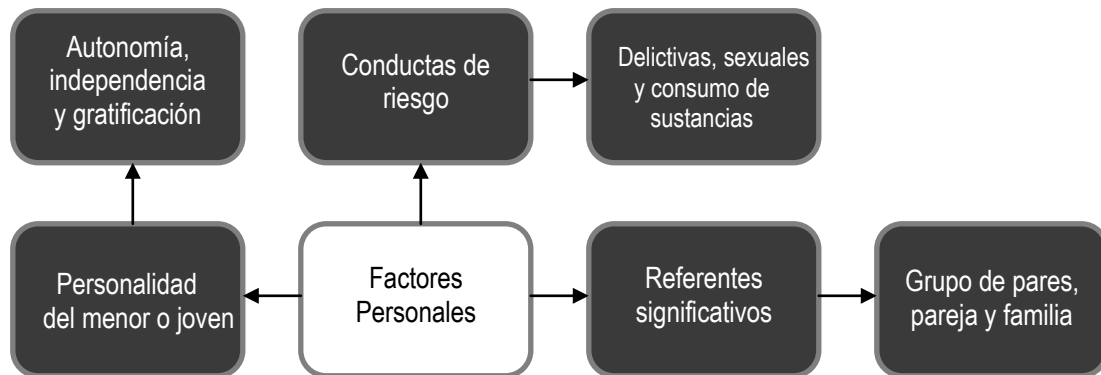 Autonomía,
independencia
y gratificación
Conductas de
riesgo
Delictivas, sexuales
y consumo de
sustancias
Personalidad
del menor o joven
Factores
Personales
Referentes
significativos
Grupo de pares,
pareja y familia